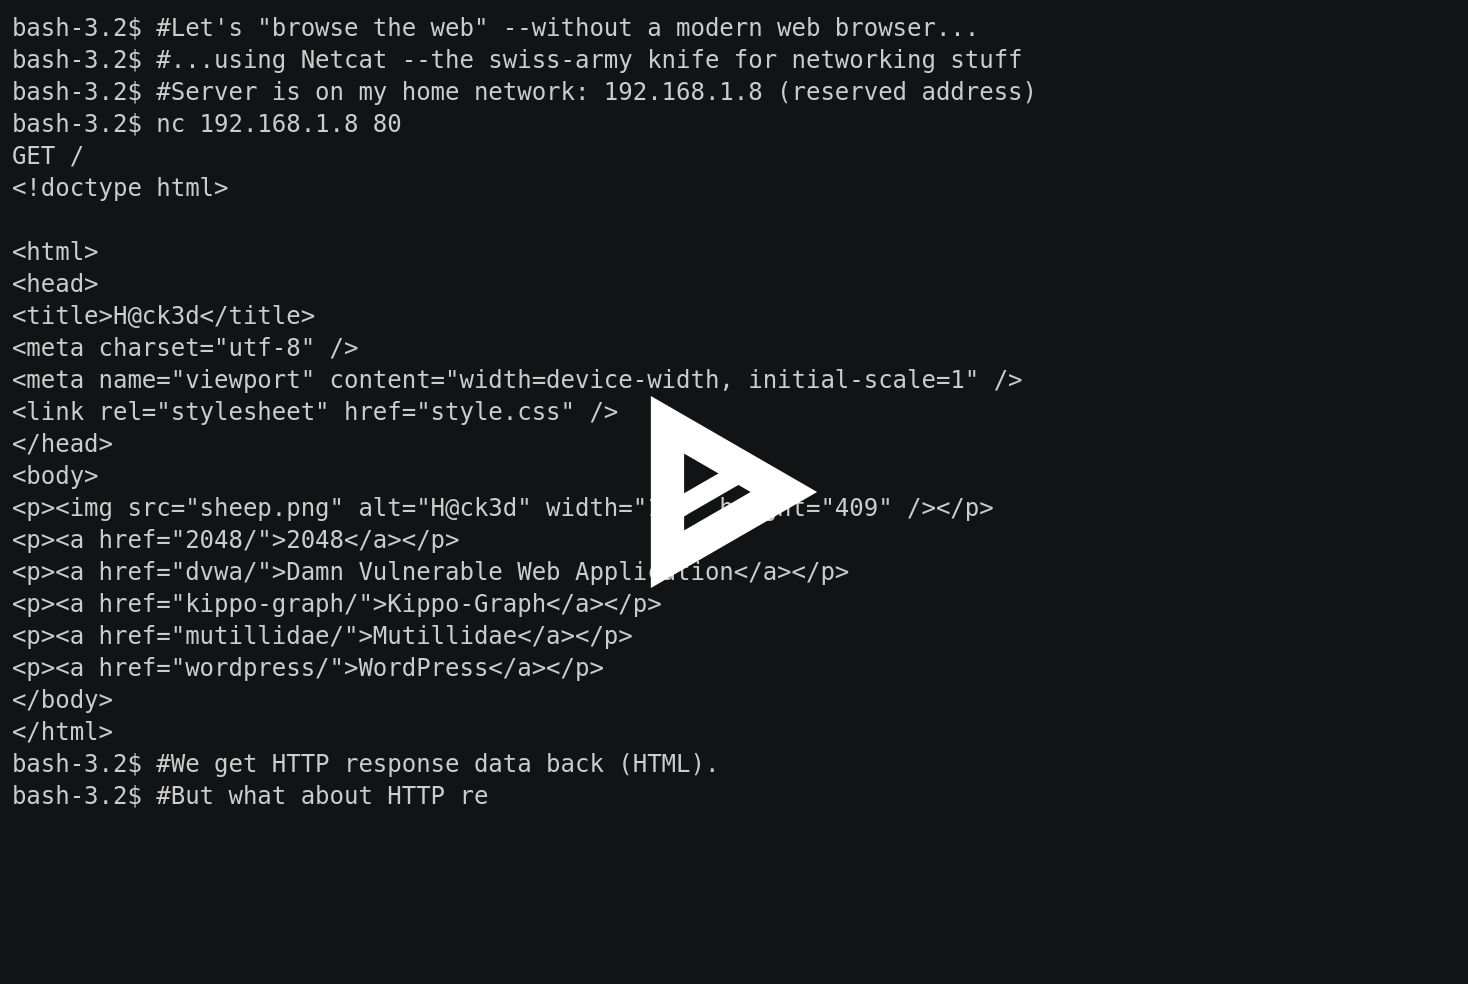 bash-3.2$ #Let's "browse the web" --without a modern web browser...
bash-3.2$ #...using Netcat --the swiss-army knife for networking stuff
bash-3.2$ #Server is on my home network: 192.168.1.8 (reserved address)
bash-3.2$ nc 192.168.1.8 80
GET /
<!doctype html>
<html>
<head>
<title>H@ck3d</title>
<meta charset="utf-8" />
<meta name="viewport" content="width=device-width, initial-scale=1" />
<link rel="stylesheet" href="style.css" />
</head>
<body>
<p><img src="sheep.png" alt="H@ck3d" width=" height="409" /></p>
<p><a href="2048/">2048</a></p>
<p><a href="dvwa/">Damn Vulnerable Web Application</a></p>
<p><a href="kippo-graph/">Kippo-Graph</a></p>
<p><a href="mutillidae/">Mutillidae</a></p>
<p><a href="wordpress/">WordPress</a></p>
</body>
</html>
bash-3.2$ #We get HTTP response data back (HTML).
bash-3.2$ #But what about HTTP re